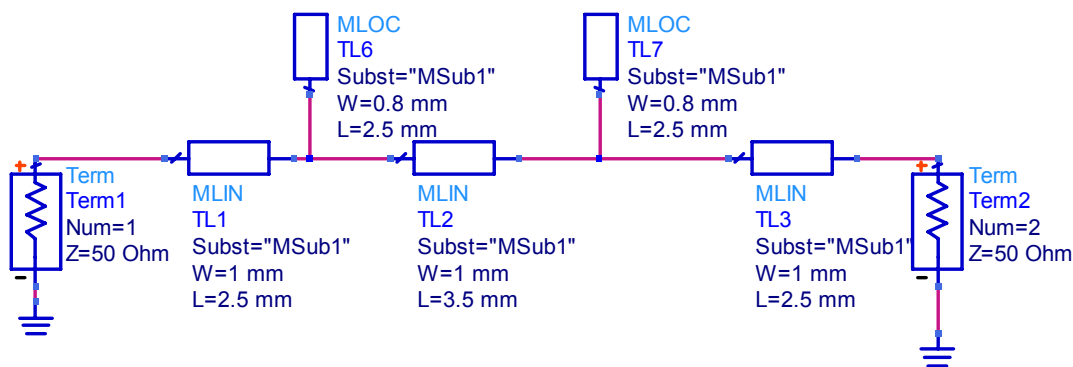 MLOC
TL6
Subst="MSub1"
W=0.8 mm
L=2.5 mm
MLOC
TL7
Subst="MSub1"
W=0.8 mm
L=2.5 mm
+
Term
Term1
Num=1
Z=50 Ohm
-
MLIN
TL1
Subst="MSub1"
W=1 mm
L=2.5 mm
MLIN
TL2
Subst="MSub1"
W=1 mm
L=3.5 mm
MLIN
TL3
Subst="MSub1"
W=1 mm
L=2.5 mm
+
Term
Term2
Num=2
Z=50 Ohm
-